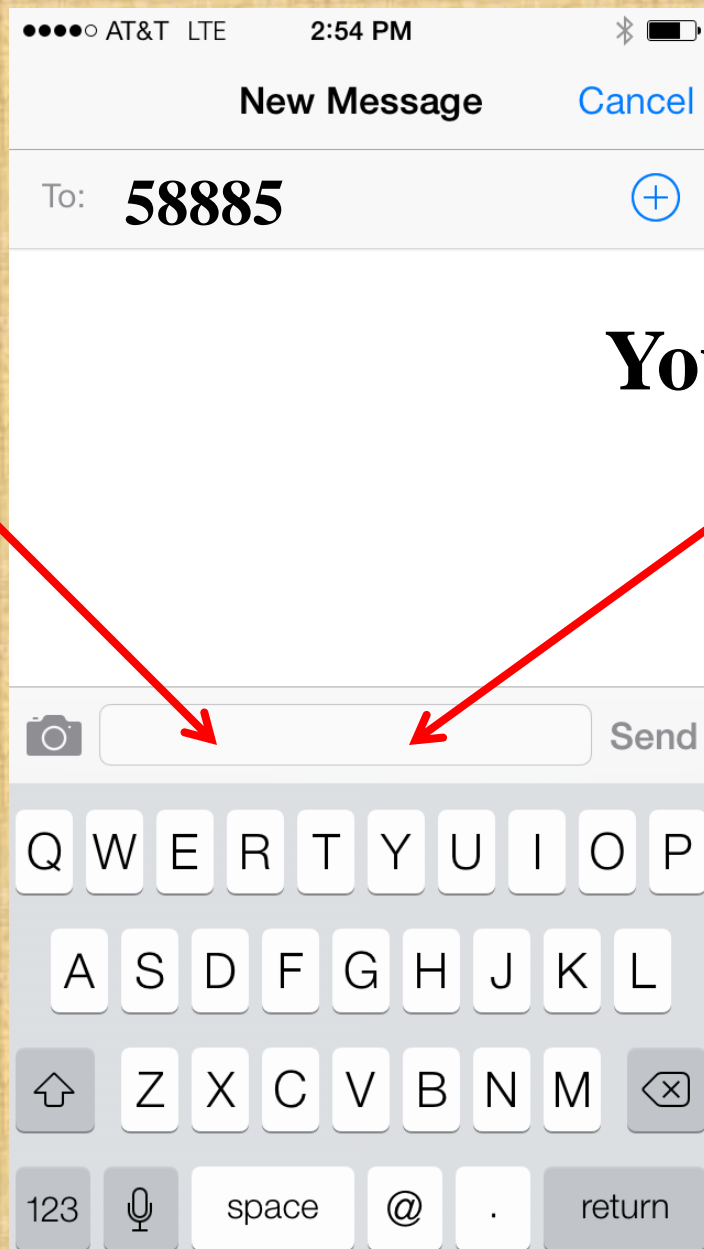 AT&T LTE 2:54 PM
New Message Cancel
To: 58885
Send
Q W E R T Y U I O P
A S D F G H J K L
Z X C V B N M
123 space @ . return